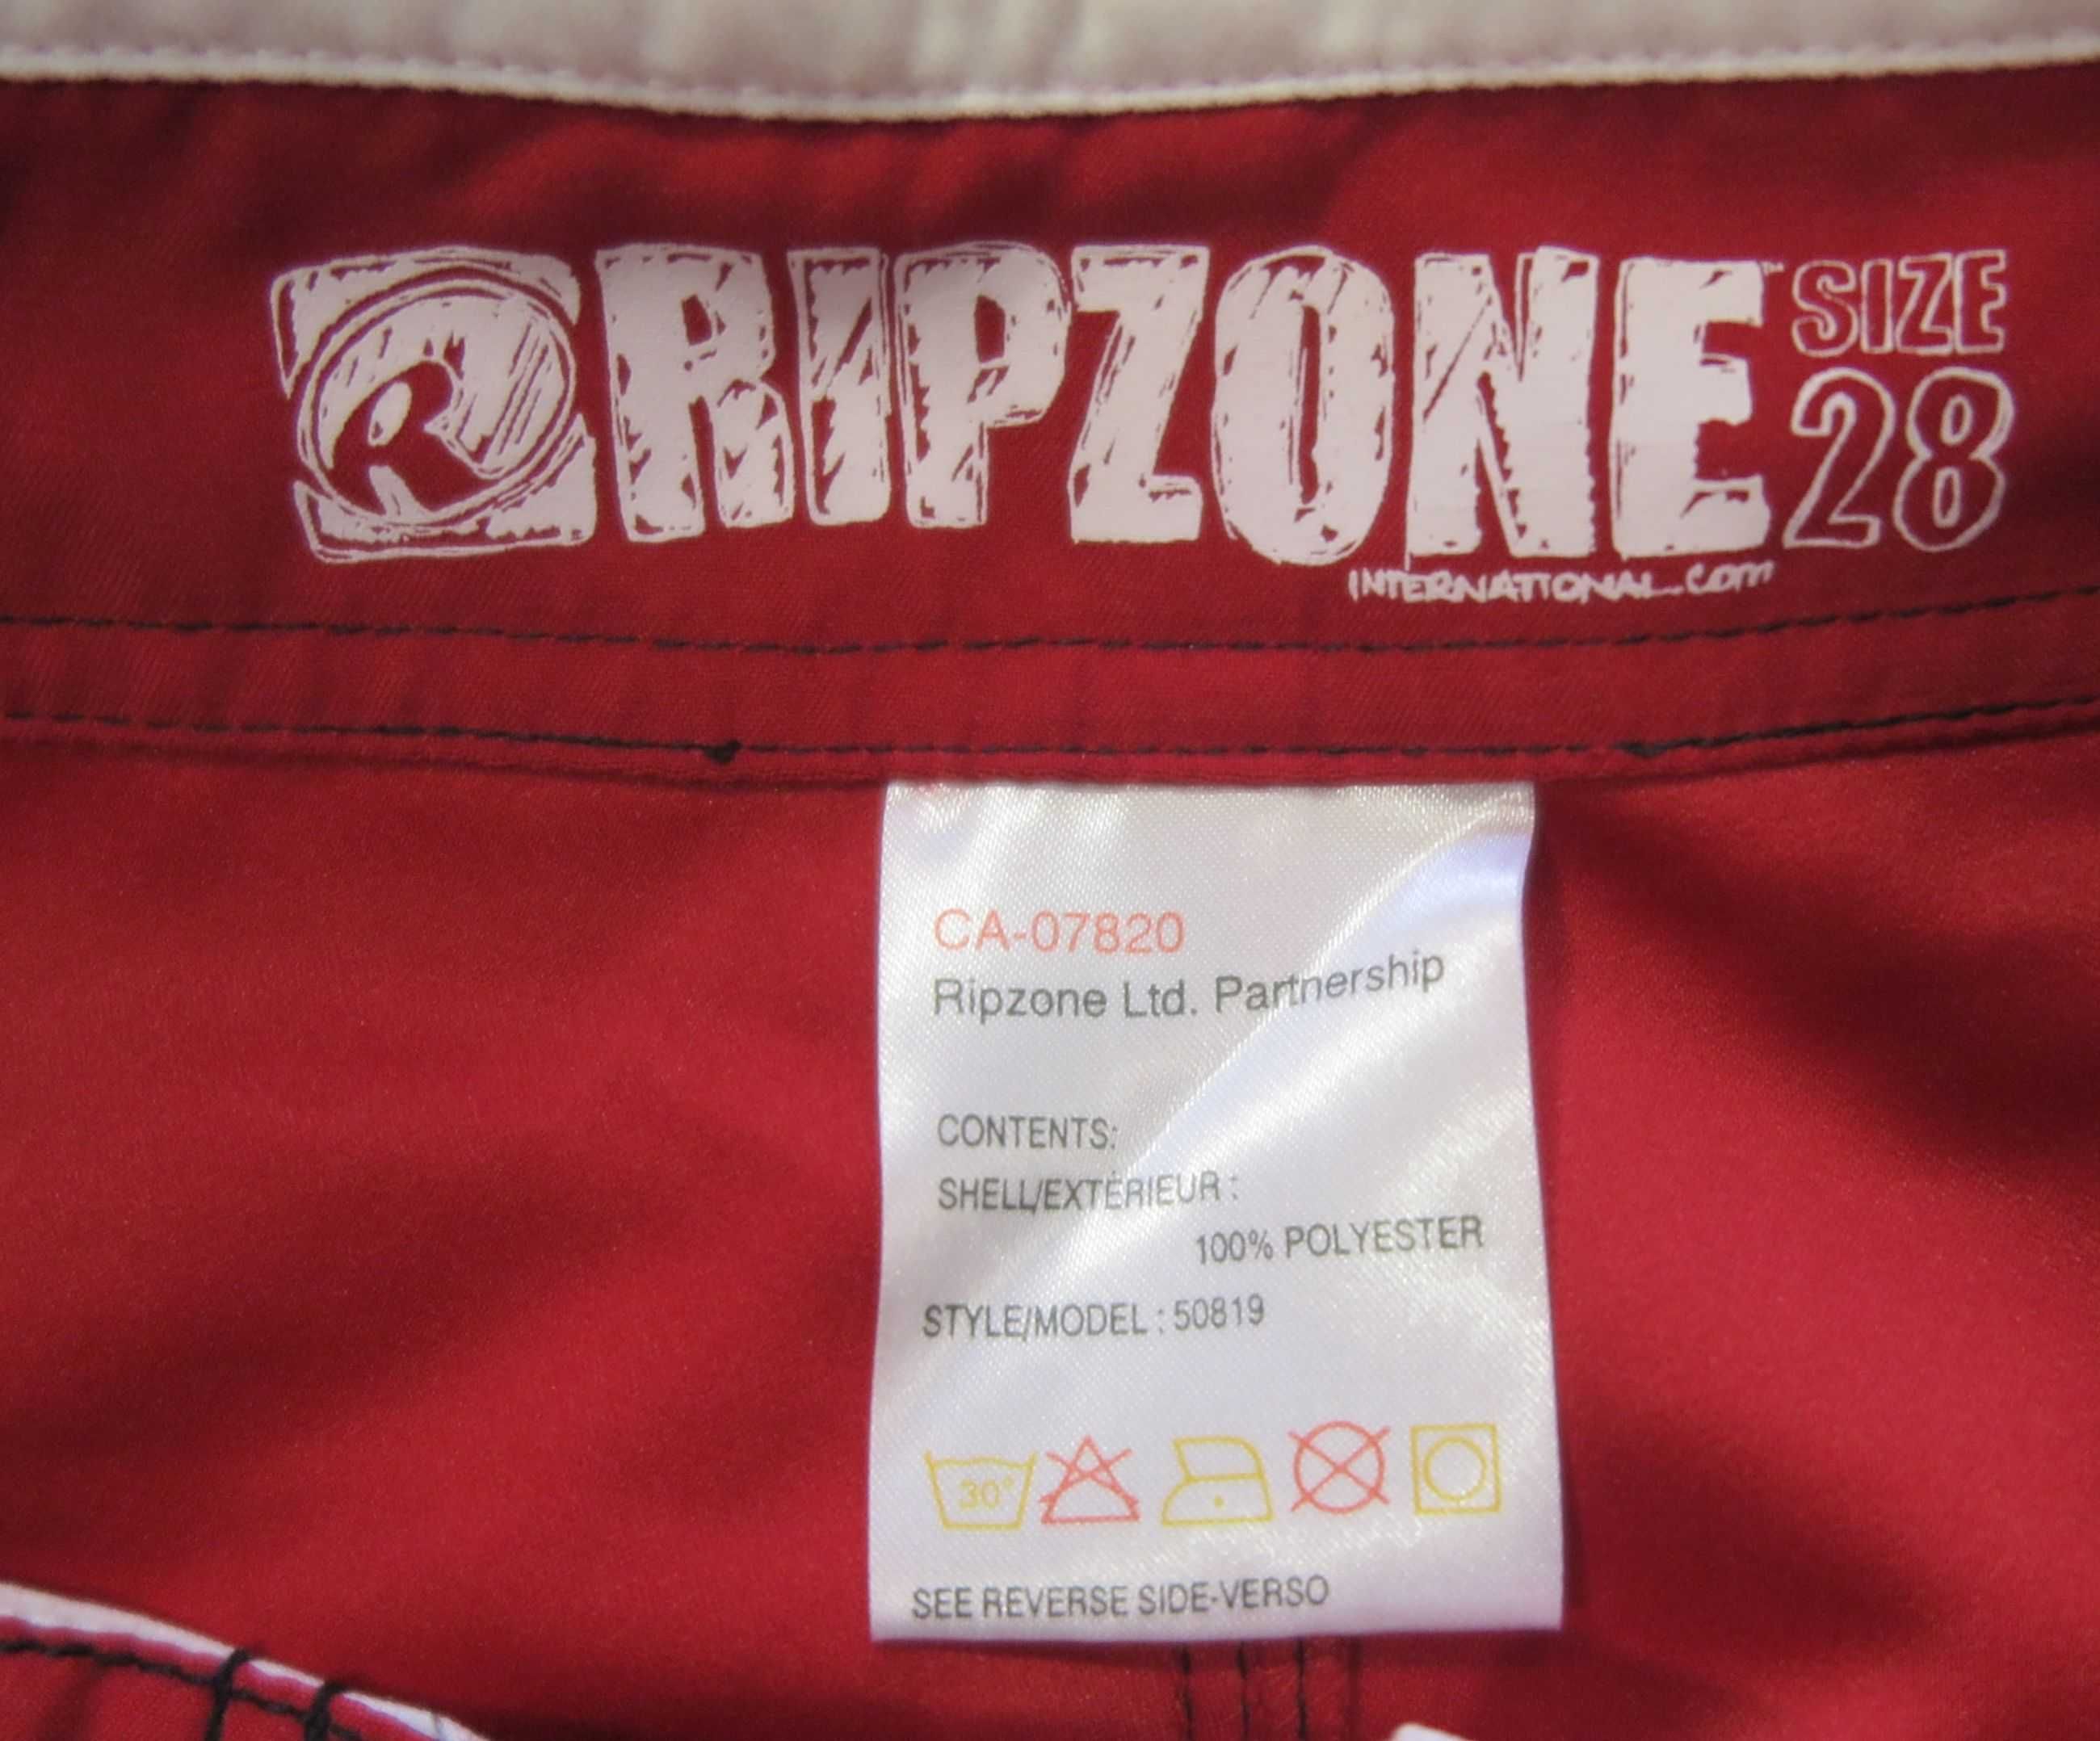 R RIPZONE™ SIZE
28
INTERNATIONAL.com
CA-07820
Ripzone Ltd. Partnership
CONTENTS:
SHELL/EXTÉRIEUR :
100% POLYESTER
STYLE/MODEL : 50819
30°
SEE REVERSE SIDE-VERSO